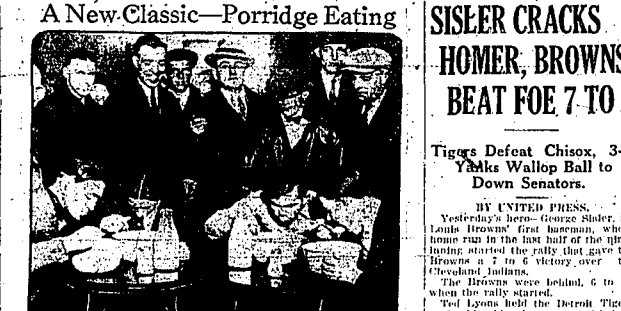 A New Classic—Porridge Eating
SISLER CRACKS
HOMER, BROWNS
BEAT FOE 7 TO
Tigers Defeat Chisox, 3-
Yanks Wallop Ball to
Down Senators.
BY UNITED PRESS.
Yesterday's hero—George Sisler,
Louis Browns' first baseman,
home run in the last half of the
inning started the rally that gave
Browns a 7 to 6 victory over
Cleveland Indians.
The Browns were behind, 6 to
when the rally started.
Ted Lyons held the Detroit